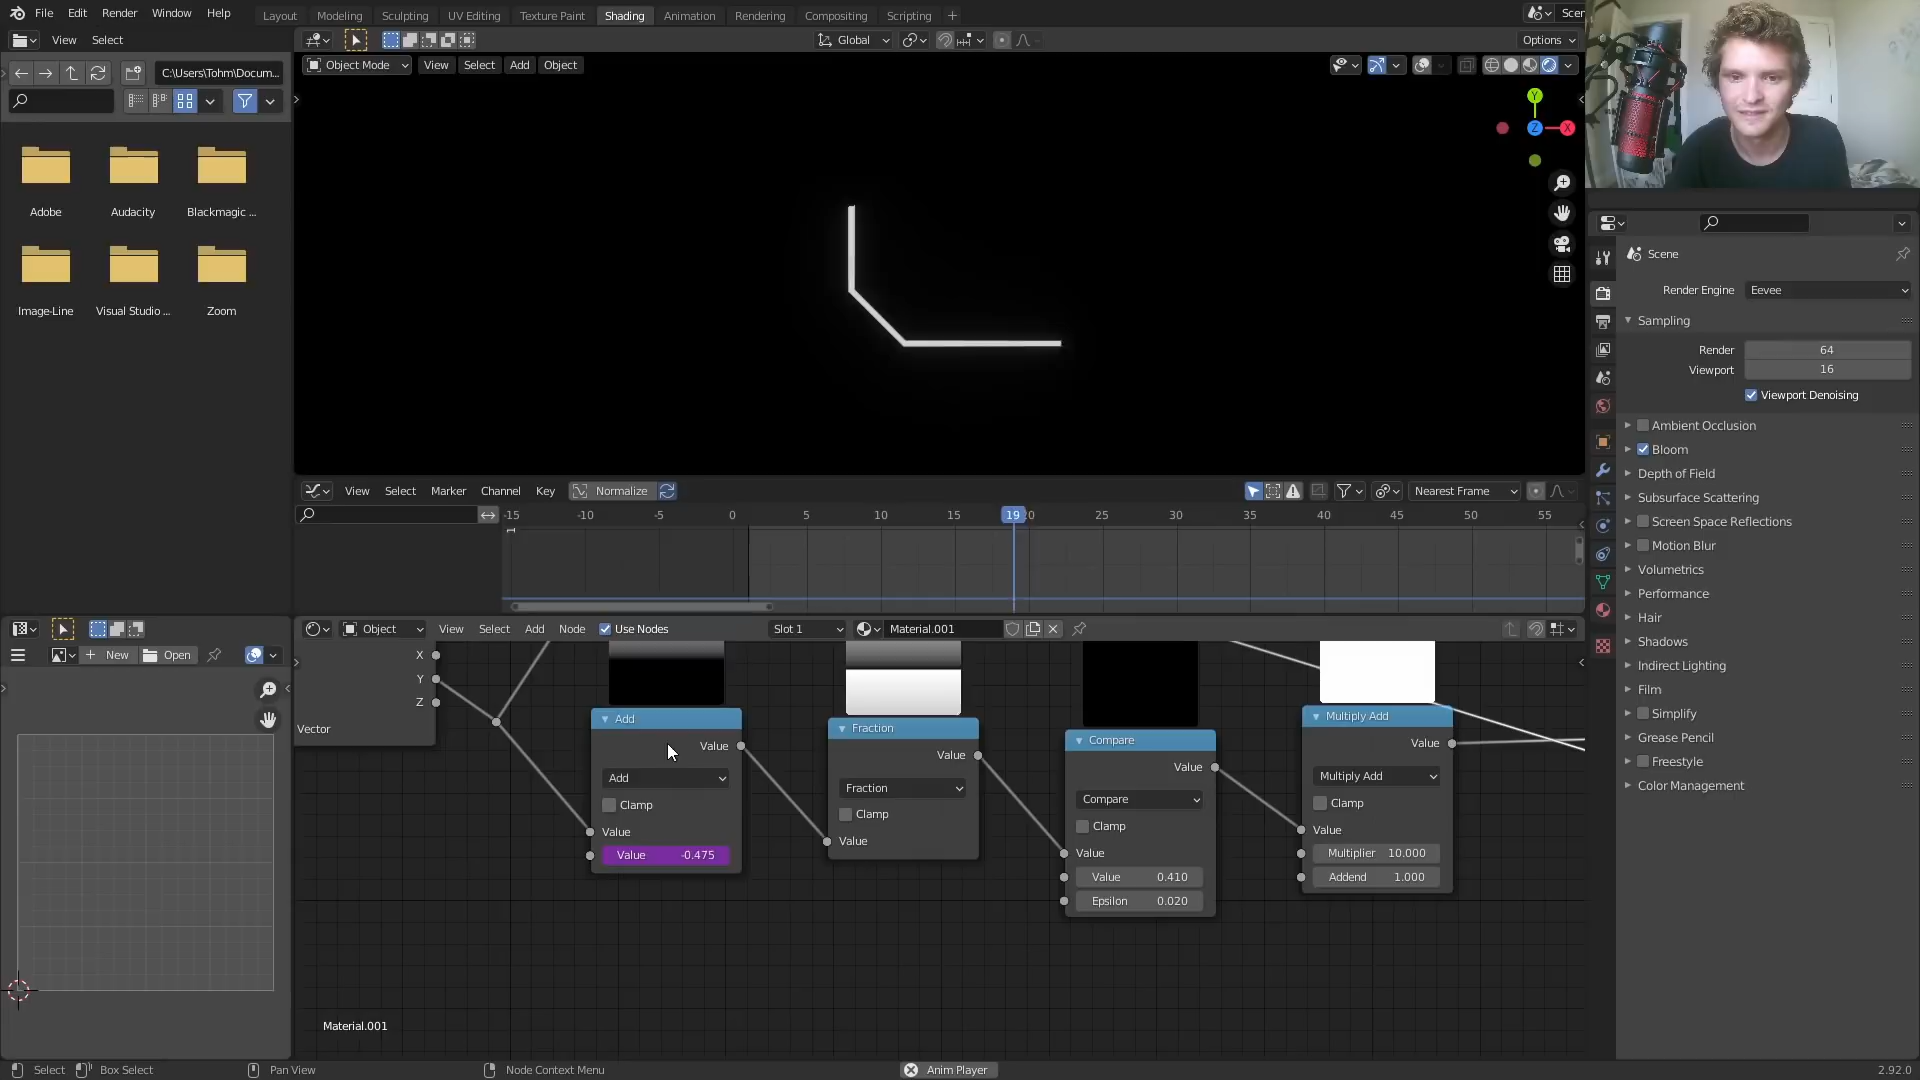 File Edit Render Window Help
Layout Modeling Sculpting UV Editing Texture Paint Shading Animation Rendering Compositing Scripting +
View Select
Global
Options
C:\Users\Tohm\Docum...
Object Mode View Select Add Object
Y
Z
X
Adobe
Audacity
Blackmagic ...
Image-Line
Visual Studio ...
Zoom
Scene
Render Engine Eevee
Sampling
Render 64
Viewport 16
Viewport Denoising
Ambient Occlusion
Bloom
Depth of Field
Subsurface Scattering
Screen Space Reflections
Motion Blur
Volumetrics
Performance
Hair
Shadows
Indirect Lighting
Film
Simplify
Grease Pencil
Freestyle
Color Management
View Select Marker Channel Key Normalize
Nearest Frame
-15 -10 -5 0 5 10 15 19 20 25 30 35 40 45 50 55
Object View Select Add Node Use Nodes Slot 1 Material.001
New Open
X
Y
Z
Vector
Add
Value
Add
Clamp
Value
Value -0.475
Fraction
Value
Fraction
Clamp
Value
Compare
Value
Compare
Clamp
Value
Value 0.410
Epsilon 0.020
Multiply Add
Value
Multiply Add
Clamp
Value
Multiplier 10.000
Addend 1.000
Material.001
Select Box Select Pan View Node Context Menu Anim Player 2.92.0